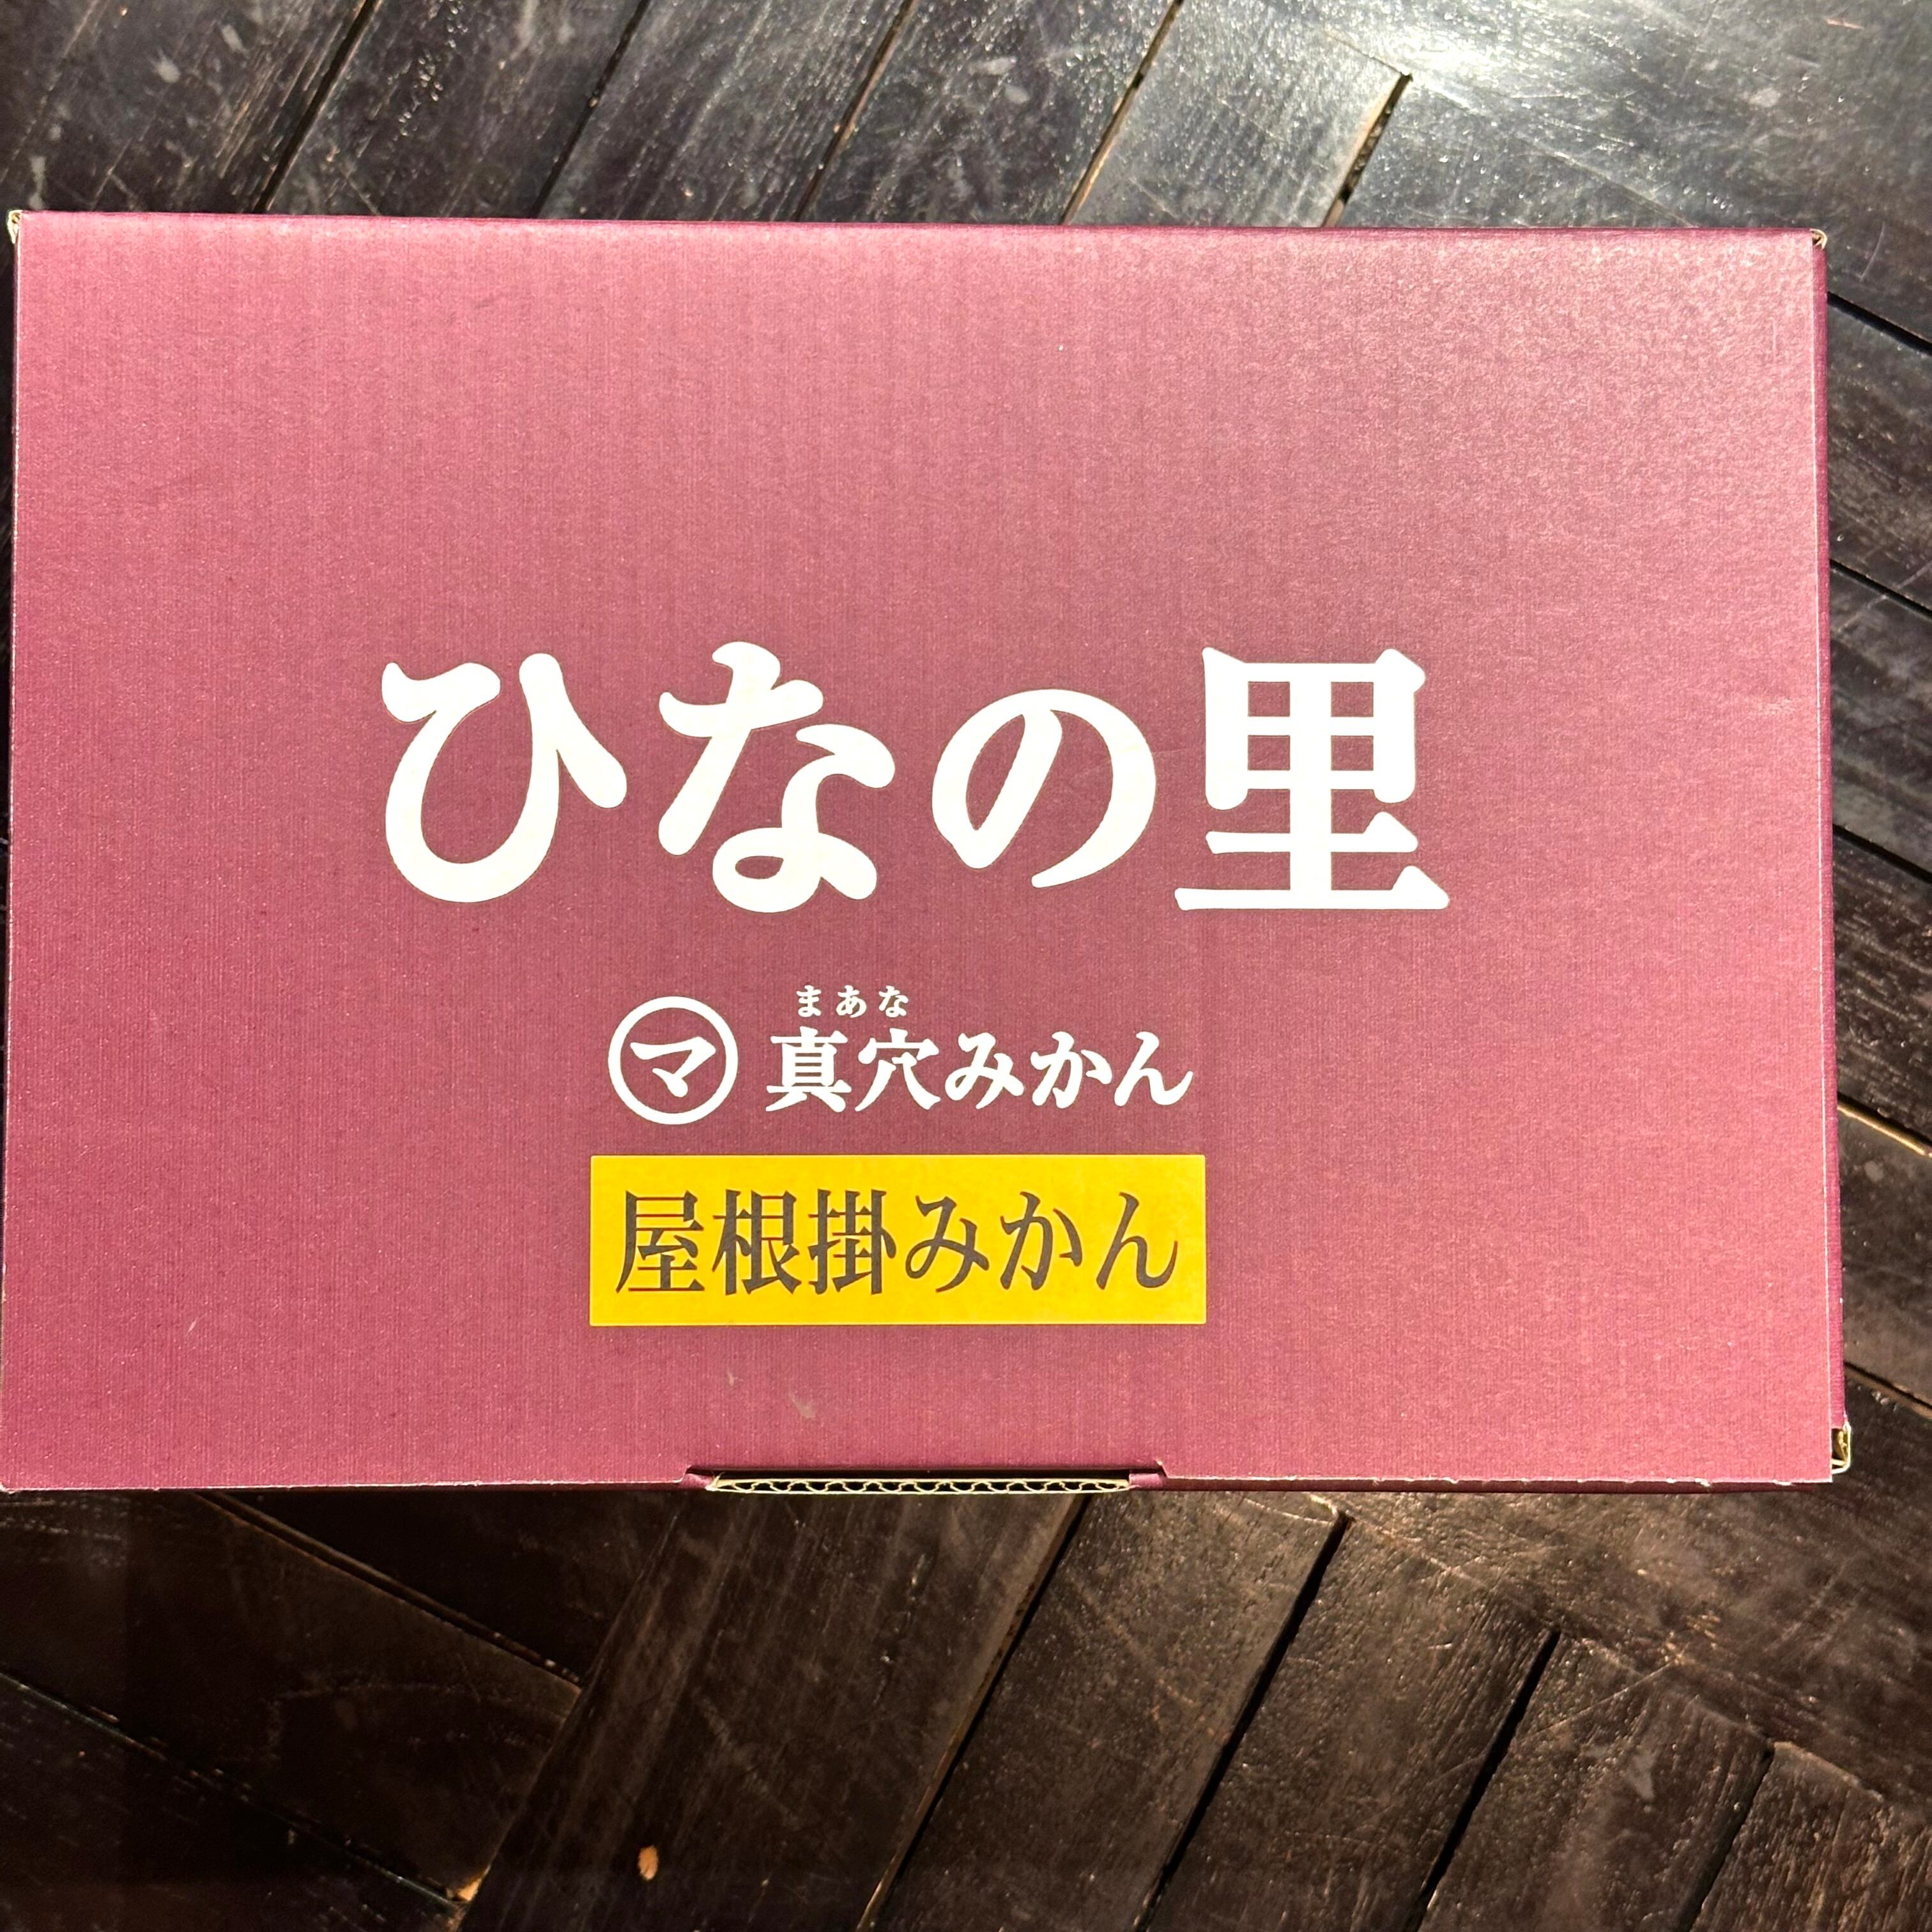 ひなの里
まあな
マ 真穴みかん
屋根掛みかん